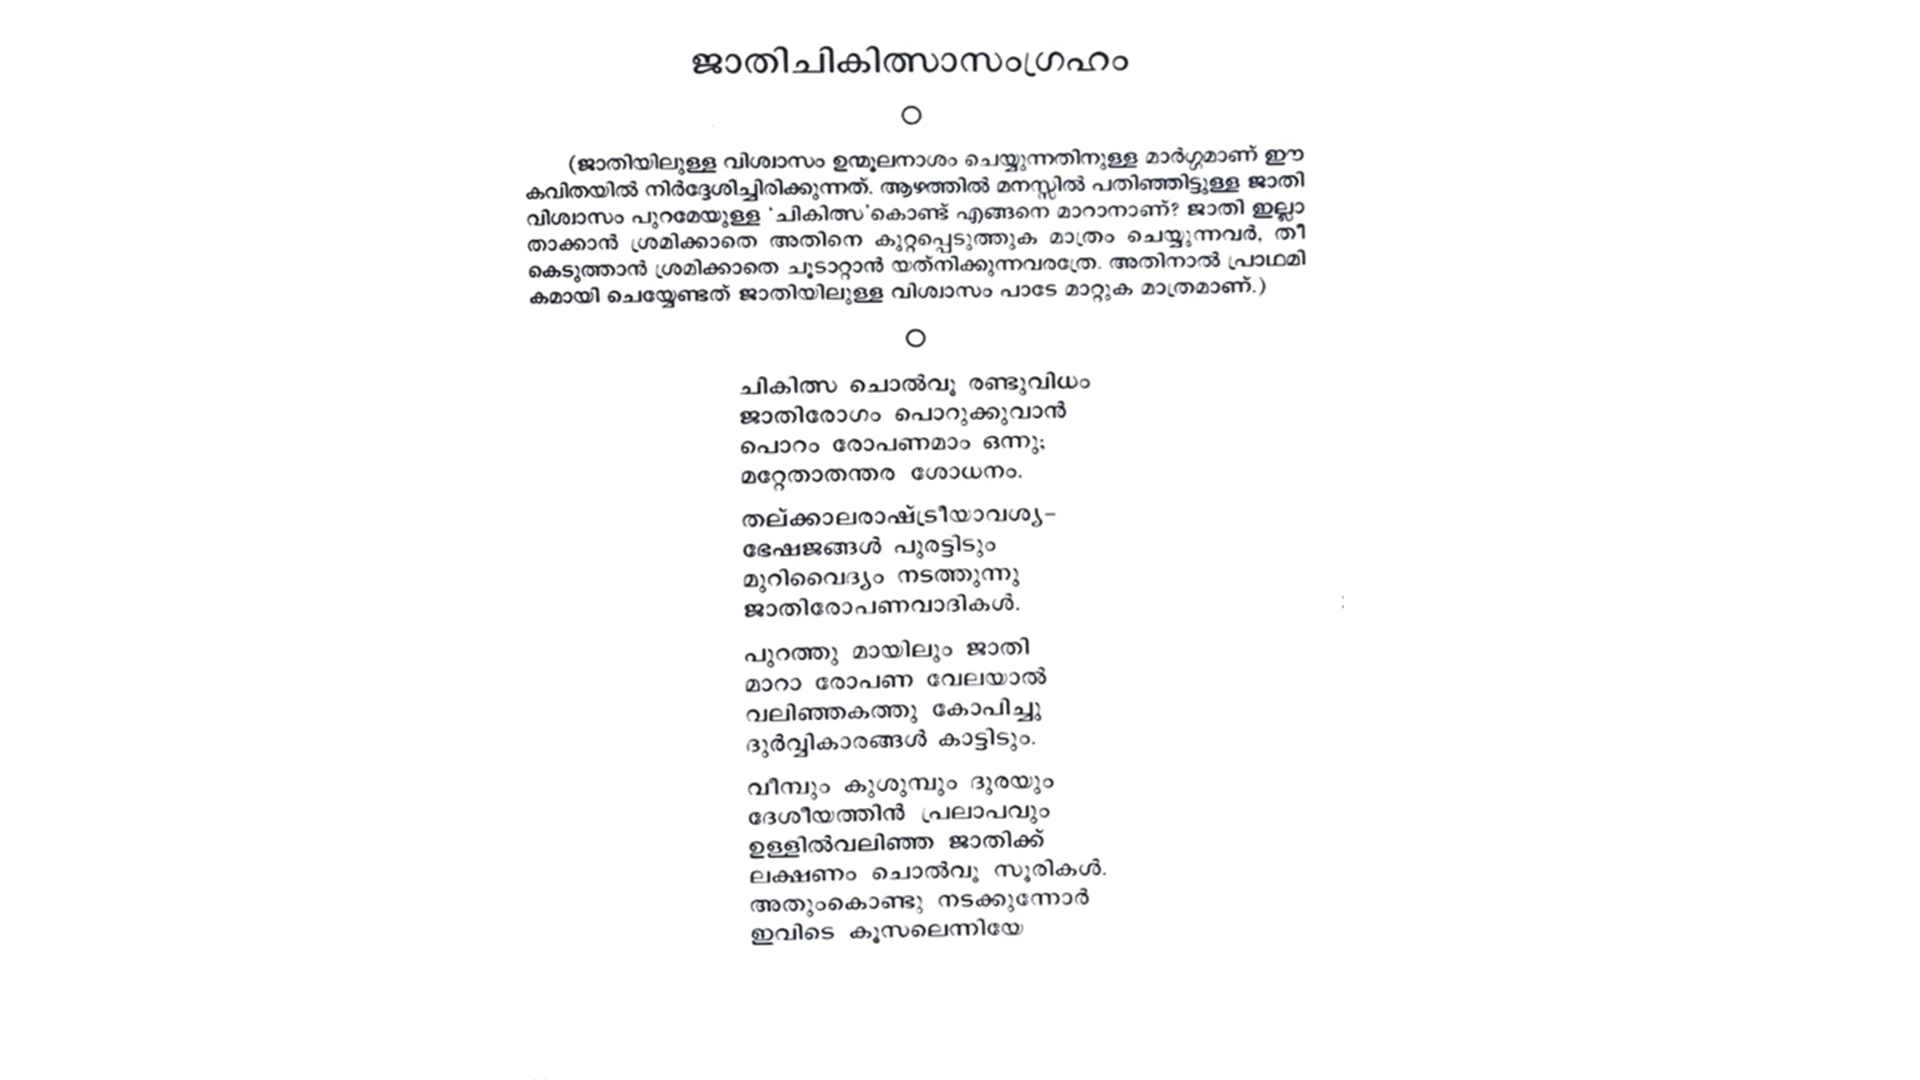 ജാതിചികിത്സാസംഗ്രഹം
(ജാതിയിലുള്ള വിശ്വാസം ഉന്മൂലനാശം ചെയ്യുന്നതിനുള്ള മാർഗ്ഗമാണ് ഈ
കവിതയിൽ നിർദ്ദേശിച്ചിരിക്കുന്നത്. ആഴത്തിൽ മനസ്സിൽ പതിഞ്ഞിട്ടുള്ള ജാതി
വിശ്വാസം പുറമേയുള്ള 'ചികിത്സ'കൊണ്ട് എങ്ങനെ മാറാനാണ്? ജാതി ഇല്ലാ
താക്കാൻ ശ്രമിക്കാതെ അതിനെ കുറ്റപ്പെടുത്തുക മാത്രം ചെയ്യുന്നവർ, തീ
കെടുത്താൻ ശ്രമിക്കാതെ ചൂടാറ്റാൻ യത്നിക്കുന്നവരത്രേ. അതിനാൽ പ്രാഥമി
കമായി ചെയ്യേണ്ടത് ജാതിയിലുള്ള വിശ്വാസം പാടേ മാറ്റുക മാത്രമാണ്.)
ചികിത്സ ചൊൽവൂ രണ്ടുവിധം
ജാതിരോഗം പൊറുക്കുവാൻ
പൊറം രോപണമാം ഒന്നു;
മറ്റേതാതന്തര ശോധനം.
തല്ക്കാലരാഷ്ട്രീയാവശ്യ-
ഭേഷജങ്ങൾ പുരട്ടിടും
മുറിവൈദ്യം നടത്തുന്നു
ജാതിരോപണവാദികൾ.
പുറത്തു മായിലും ജാതി
മാറാ രോപണ വേലയാൽ
വലിഞ്ഞകത്തു കോപിച്ചു
ദുർവ്വികാരങ്ങൾ കാട്ടിടും.
വീമ്പും കുശുമ്പും ദുരയും
ദേശീയത്തിൻ പ്രലാപവും
ഉള്ളിൽവലിഞ്ഞ ജാതിക്ക്
ലക്ഷണം ചൊൽവൂ സൂരികൾ.
അതുംകൊണ്ടു നടക്കുന്നോർ
ഇവിടെ കൂസലെന്നിയേ